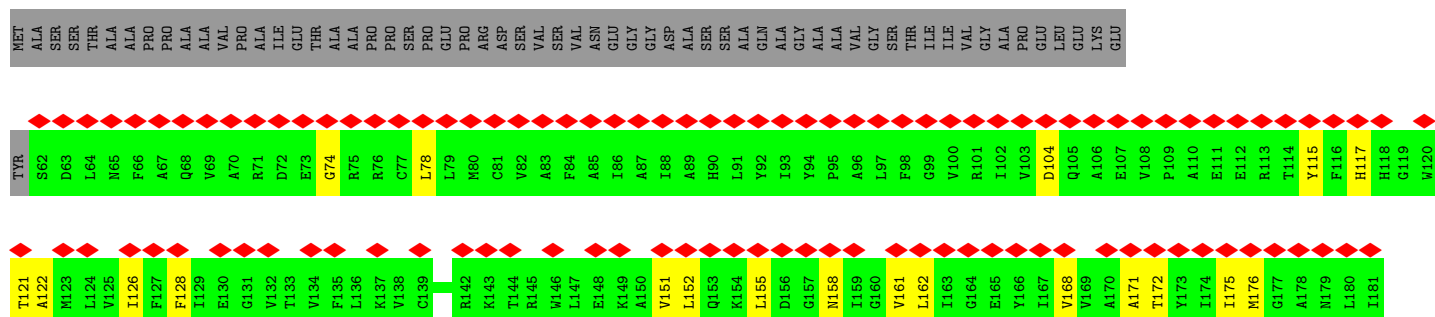 MET ALA SER SER THR ALA ALA PRO PRO ALA ALA VAL PRO ALA ILE GLU THR ALA ALA PRO PRO SER PRO GLU PRO ARG ASP SER VAL SER VAL ASN GLU GLY GLY ASP ALA SER SER ALA GLN ALA GLY ALA ALA VAL GLY SER THR ILE ILE VAL GLY ALA PRO GLU LEU GLU LYS GLU
TYR S62 D63 L64 N65 F66 A67 Q68 V69 A70 R71 D72 E73 G74 R75 R76 C77 L78 L79 M80 C81 V82 A83 F84 A85 I86 A87 I88 A89 H90 L91 Y92 I93 Y94 P95 A96 L97 F98 G99 V100 R101 I102 V103 D104 Q105 A106 E107 V108 P109 A110 E111 E112 R113 T114 Y115 F116 H117 H118 G119 W120
T121 A122 M123 L124 V125 I126 F127 F128 I129 E130 G131 V132 T133 V134 F135 L136 K137 V138 C139 R142 K143 T144 R145 W146 L147 E148 K149 A150 V151 L152 Q153 K154 L155 D156 G157 N158 I159 G160 V161 L162 I163 G164 E165 Y166 I167 V168 V169 A170 A171 T172 Y173 I174 I175 M176 G177 A178 N179 L180 I181